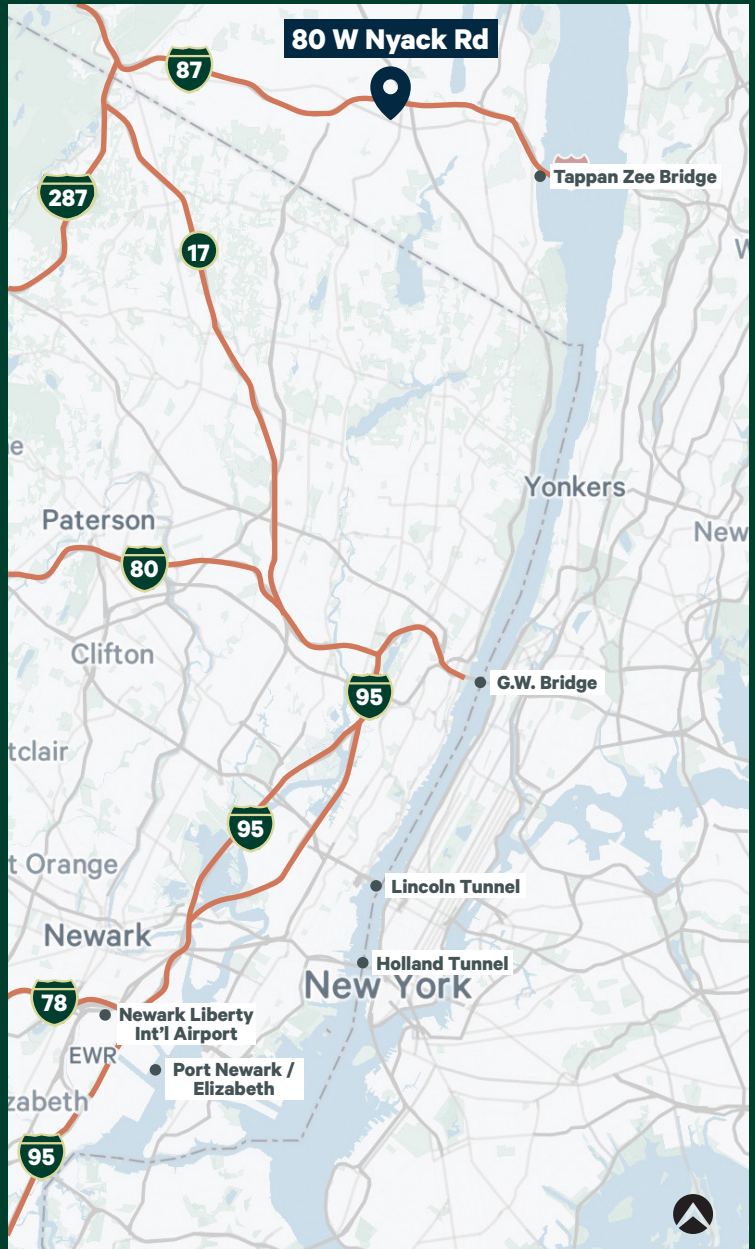 80 W Nyack Rd
87
Tappan Zee Bridge
287
17
W
e
Yonkers
Paterson
New
80
Clifton
G.W. Bridge
95
tclair
95
t Orange
Lincoln Tunnel
Newark
Holland Tunnel
New York
78
Newark Liberty
Int'l Airport
EWR
Port Newark /
Elizabeth
zabeth
95